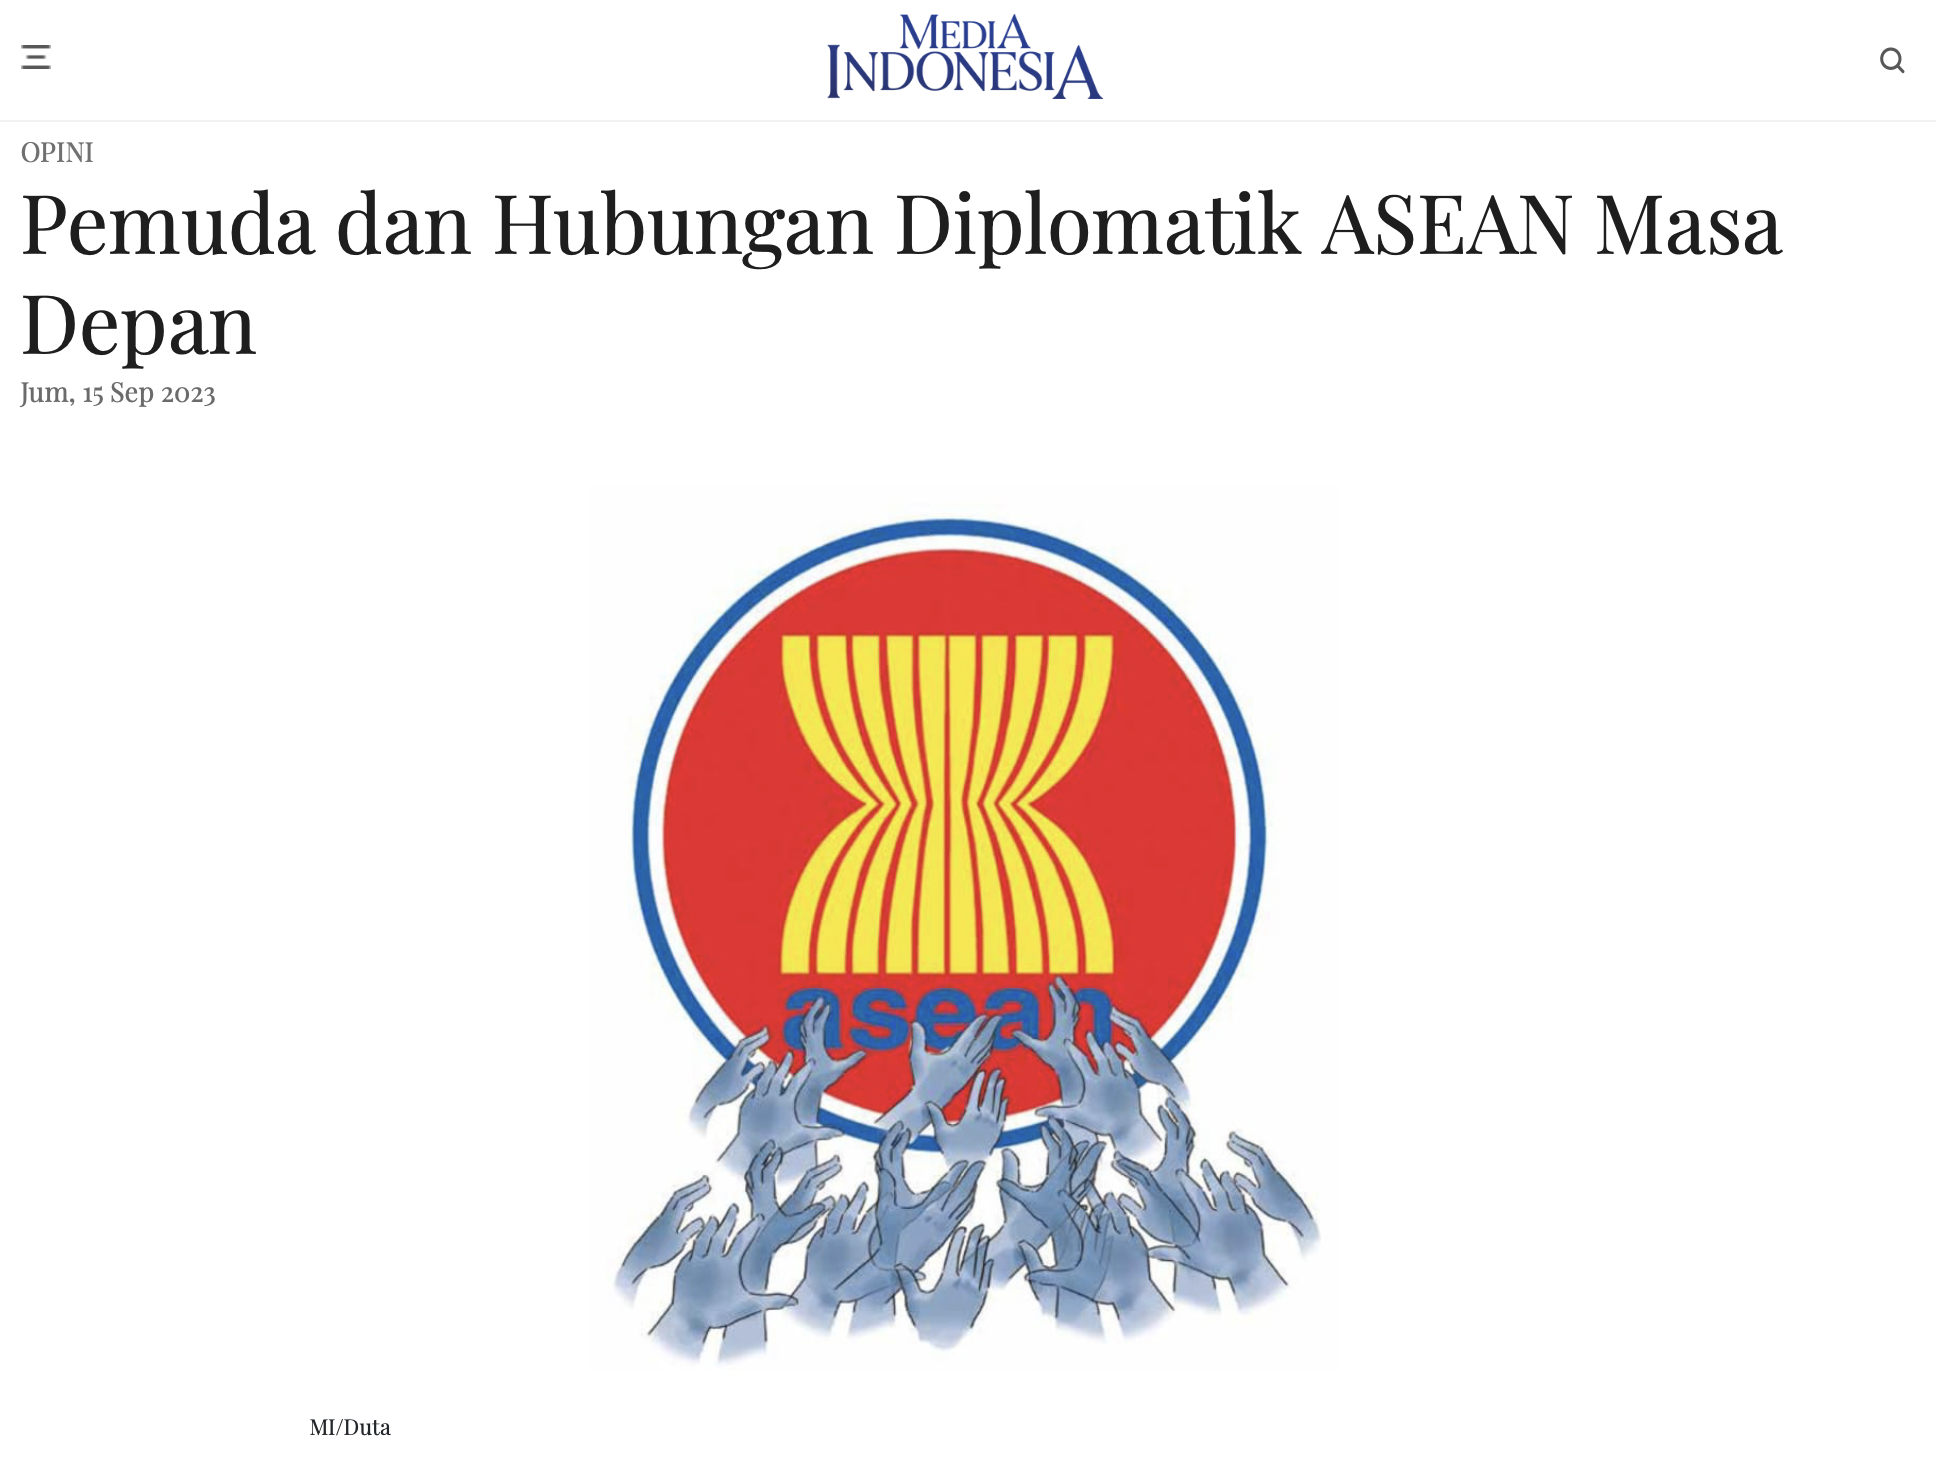 MEDIA
INDONESIA
OPINI
Pemuda dan Hubungan Diplomatik ASEAN Masa
Depan
Jum, 15 Sep 2023
asean
MI/Duta